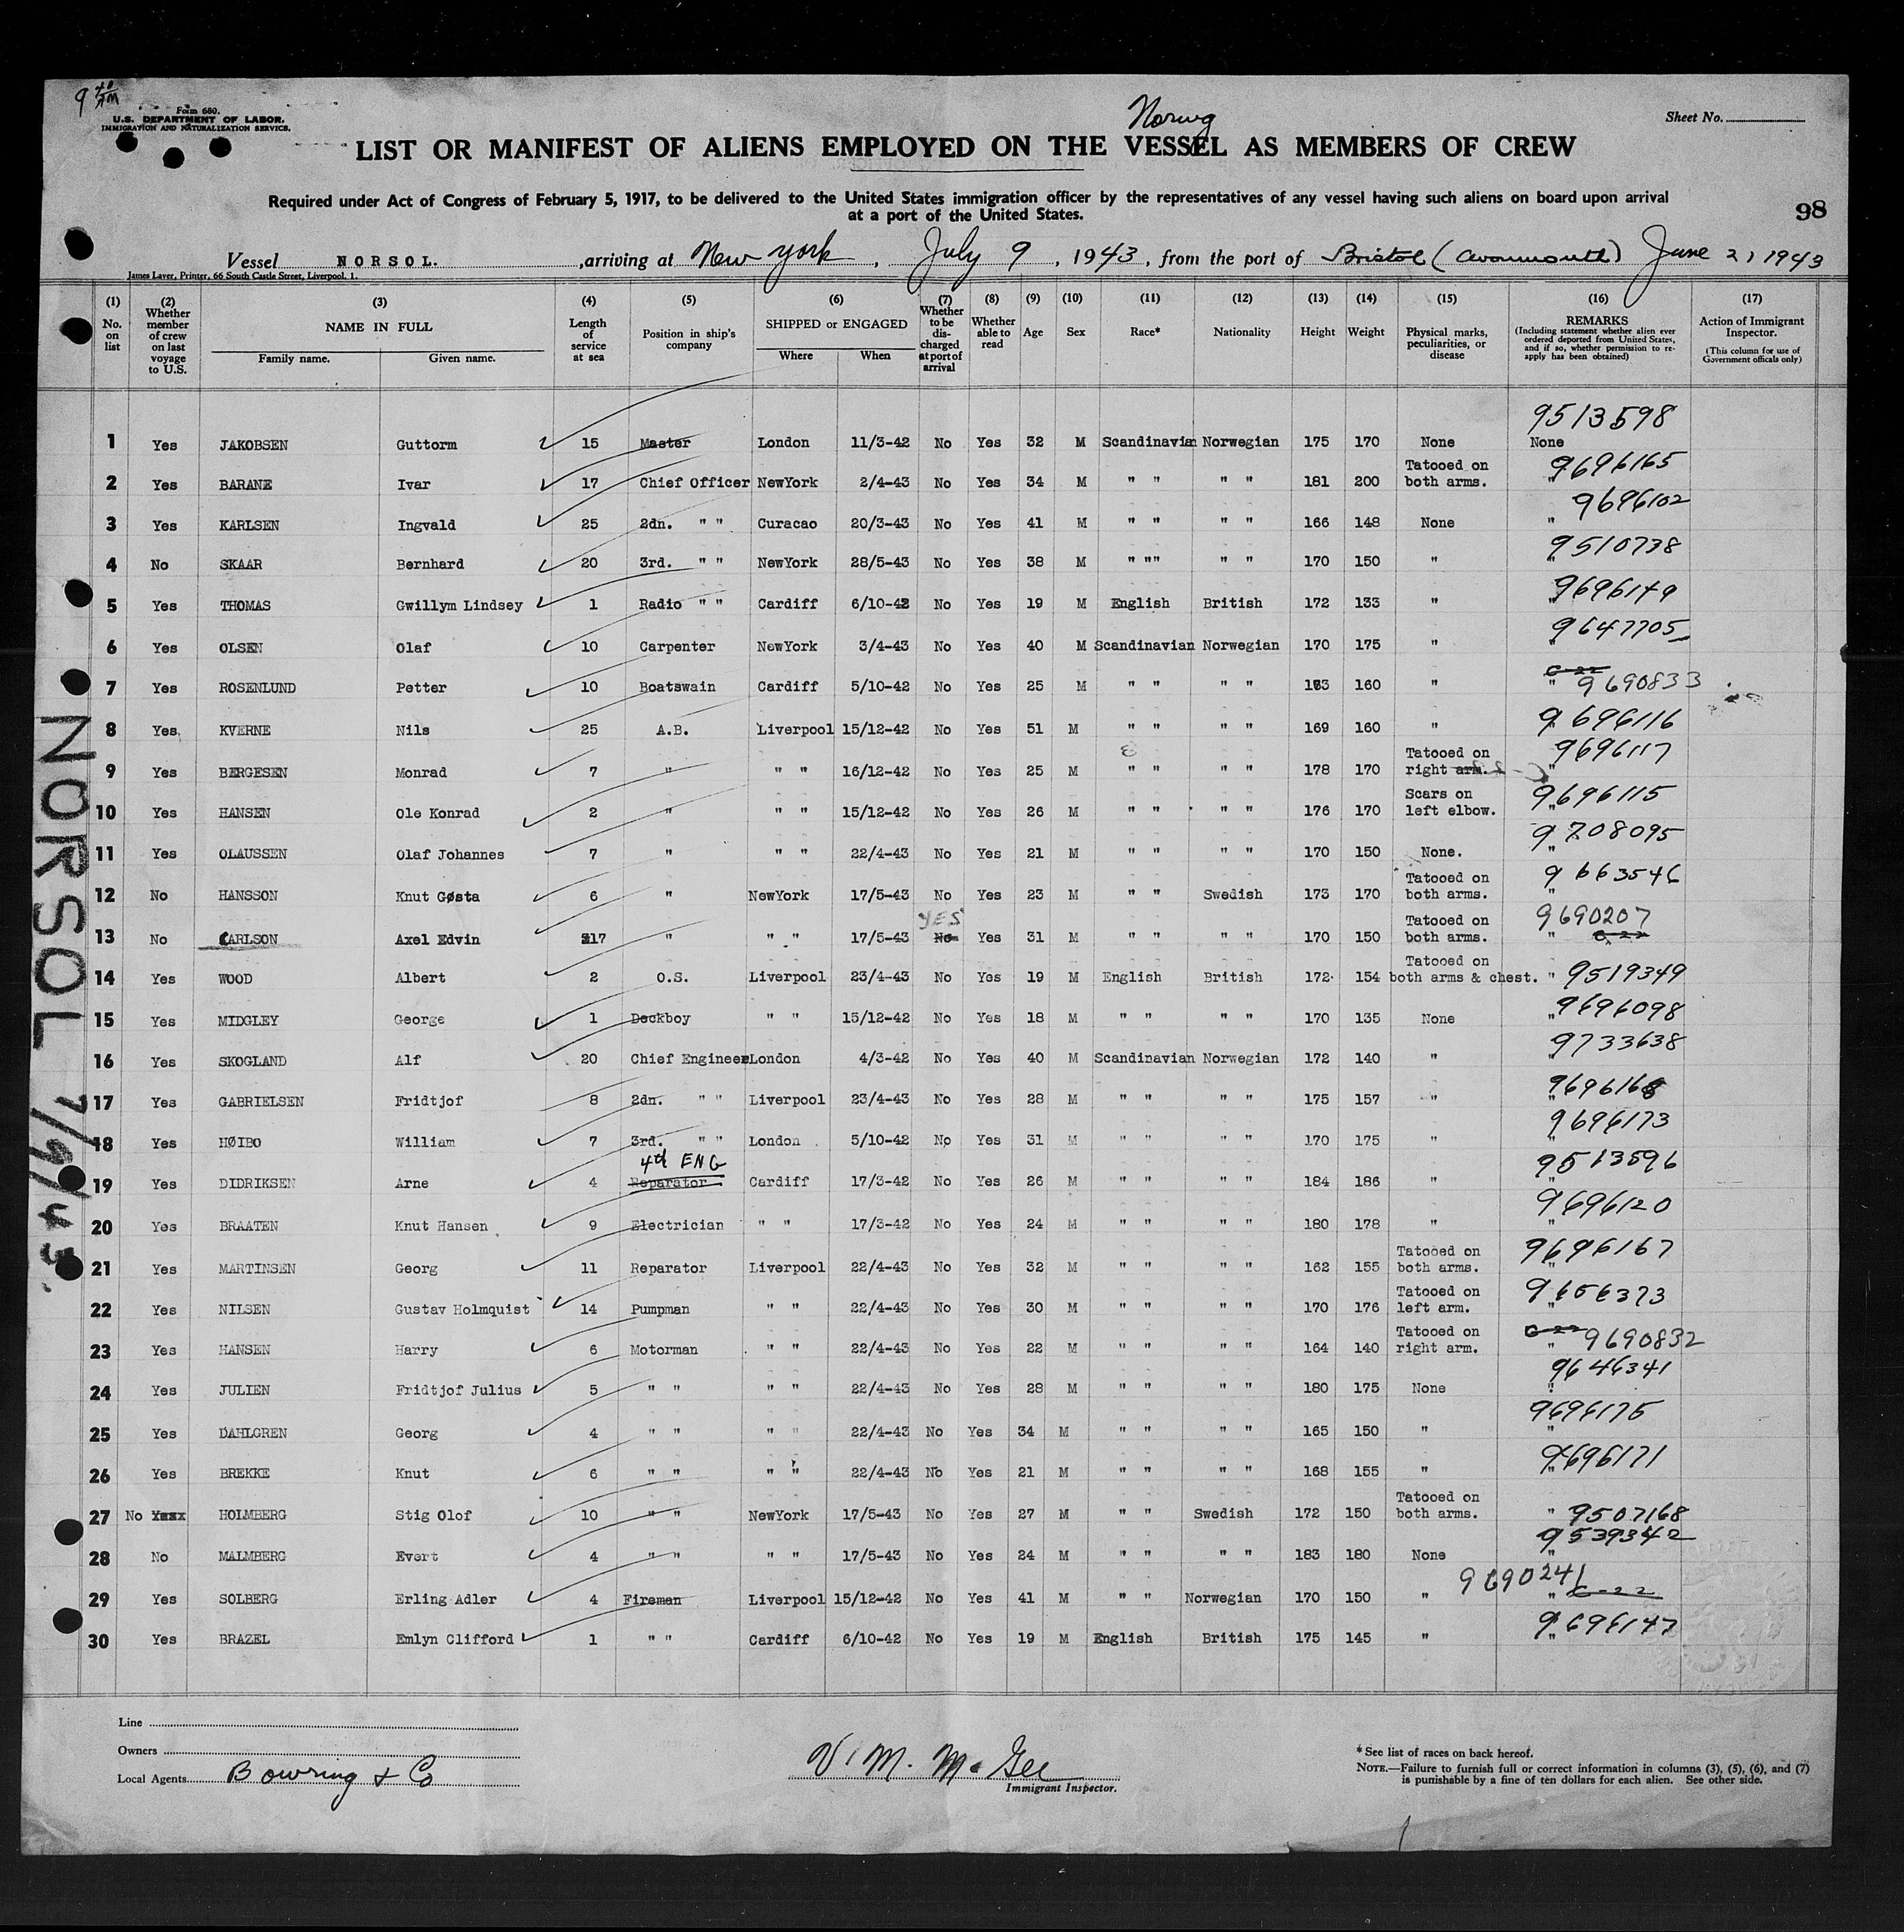 9 40 AM
Form 680.
U.S. DEPARTMENT OF LABOR.
IMMIGRATION AND NATURALIZATION SERVICE.
Norwg
Sheet No.
LIST OR MANIFEST OF ALIENS EMPLOYED ON THE VESSEL AS MEMBERS OF CREW
Required under Act of Congress of February 5, 1917, to be delivered to the United States immigration officer by the representatives of any vessel having such aliens on board upon arrival
at a port of the United States.
98
Vessel NORSOL. ,arriving at New York, July 9, 1943, from the port of Bristol (Avonmouth) June 21 1943
James Laver, Printer, 66 South Castle Street, Liverpool, 1.
(1) No. on list (2) Whether member of crew on last voyage to U.S. (3) NAME IN FULL Family name. Given name. (4) Length of service at sea (5) Position in ship's company (6) SHIPPED or ENGAGED Where When (7) Whether to be discharged at port of arrival (8) Whether able to read (9) Age (10) Sex (11) Race* (12) Nationality (13) Height (14) Weight (15) Physical marks, peculiarities, or disease (16) REMARKS (Including statement whether alien ever ordered deported from United States, and if so, whether permission to re-apply has been obtained) (17) Action of Immigrant Inspector. (This column for use of Government officials only)
1 Yes JAKOBSEN Guttorm 15 Master London 11/3-42 No Yes 32 M Scandinavian Norwegian 175 170 None None 9513598
2 Yes BARANE Ivar 17 Chief Officer NewYork 2/4-43 No Yes 34 M " " " " 181 200 Tatooed on both arms. " 9696165
3 Yes KARLSEN Ingvald 25 2dn. " " Curacao 20/3-43 No Yes 41 M " " " " 166 148 None " 9696102
4 No SKAAR Bernhard 20 3rd. " " NewYork 28/5-43 No Yes 38 M " "" " " 170 150 " " 9510738
5 Yes THOMAS Gwillym Lindsey 1 Radio " " Cardiff 6/10-42 No Yes 19 M English British 172 133 " " 9696149
6 Yes OLSEN Olaf 10 Carpenter NewYork 3/4-43 No Yes 40 M Scandinavian Norwegian 170 175 " " 9647705
7 Yes ROSENLUND Petter 10 Boatswain Cardiff 5/10-42 No Yes 25 M " " " " 173 160 " C-22 " 9690833
8 Yes KVERNE Nils 25 A.B. Liverpool 15/12-42 No Yes 51 M " " " " 169 160 " " 9696116
9 Yes BERGESEN Monrad 7 " " " 16/12-42 No Yes 25 M " " " " 178 170 Tatooed on right arm. " 9696117
10 Yes HANSEN Ole Konrad 2 " " " 15/12-42 No Yes 26 M " " " " 176 170 Scars on left elbow. " 9696115
11 Yes OLAUSSEN Olaf Johannes 7 " " " 22/4-43 No Yes 21 M " " " " 170 150 None. " 9708095
12 No HANSSON Knut Gøsta 6 " NewYork 17/5-43 No Yes 23 M " " Swedish 173 170 Tatooed on both arms. " 9663546
13 No CARLSON Axel Edvin 17 " " " 17/5-43 No YES Yes 31 M " " " " 170 150 Tatooed on both arms. " C-22 9690207
14 Yes WOOD Albert 2 O.S. Liverpool 23/4-43 No Yes 19 M English British 172 154 Tatooed on both arms & chest. " 9519349
15 Yes MIDGLEY George 1 Deckboy " " 15/12-42 No Yes 18 M " " " " 170 135 None " 9696098
16 Yes SKOGLAND Alf 20 Chief Engineer London 4/3-42 No Yes 40 M Scandinavian Norwegian 172 140 " " 9733638
17 Yes GABRIELSEN Fridtjof 8 2dn. " " Liverpool 23/4-43 No Yes 28 M " " " " 175 157 " " 9696168
18 Yes HØIBO William 7 3rd. " " London 5/10-42 No Yes 31 M " " " " 170 175 " " 9696173
19 Yes DIDRIKSEN Arne 4 4th ENG Reparator Cardiff 17/3-42 No Yes 26 M " " " " 184 186 " " 9513596
20 Yes BRAATEN Knut Hansen 9 Electrician " " 17/3-42 No Yes 24 M " " " " 180 178 " " 9696120
21 Yes MARTINSEN Georg 11 Reparator Liverpool 22/4-43 No Yes 32 M " " " " 162 155 Tatooed on both arms. " 9696167
22 Yes NILSEN Gustav Holmquist 14 Pumpman " " 22/4-43 No Yes 30 M " " " " 170 176 Tatooed on left arm. " 9656373
23 Yes HANSEN Harry 6 Motorman " " 22/4-43 No Yes 22 M " " " " 164 140 Tatooed on right arm. C-22 " 9690832
24 Yes JULIEN Fridtjof Julius 5 " " " " 22/4-43 No Yes 28 M " " " " 180 175 None " 9646341
25 Yes DAHLGREN Georg 4 " " " " 22/4-43 No Yes 34 M " " " " 165 150 " " 9696175
26 Yes BREKKE Knut 6 " " " " 22/4-43 No Yes 21 M " " " " 168 155 " " 9696171
27 No Yesx HOLMBERG Stig Olof 10 " " NewYork 17/5-43 No Yes 27 M " " Swedish 172 150 Tatooed on both arms. " 9507168
28 No MALMBERG Evert 4 " " " " 17/5-43 No Yes 24 M " " " " 183 180 None " 9539342
29 Yes SOLBERG Erling Adler 4 Fireman Liverpool 15/12-42 No Yes 41 M " " Norwegian 170 150 " 9690241 " C-22
30 Yes BRAZEL Emlyn Clifford 1 " " Cardiff 6/10-42 No Yes 19 M English British 175 145 " " 9696147
NORSOL 7/9/43
Line
Owners
Local Agents Bowring & Co
V. M. McGee
Immigrant Inspector.
* See list of races on back hereof.
NOTE.—Failure to furnish full or correct information in columns (3), (5), (6), and (7)
is punishable by a fine of ten dollars for each alien. See other side.